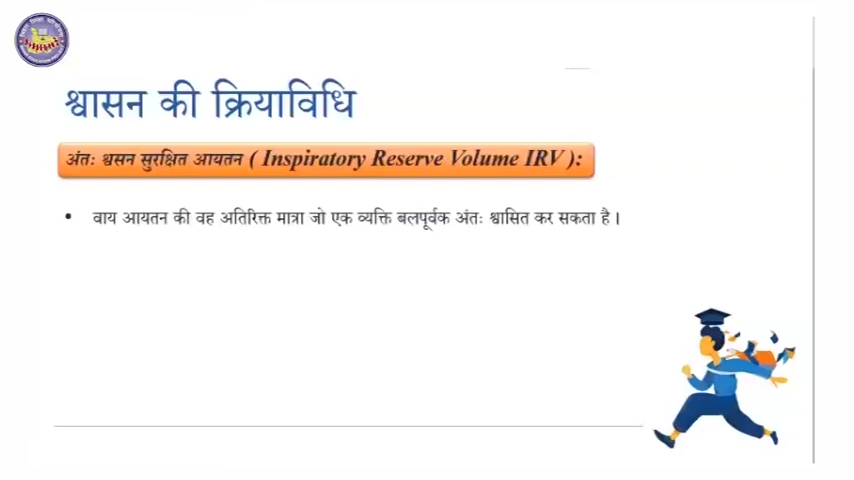 श्वासन की क्रियाविधि
अंतः श्वसन सुरक्षित आयतन ( Inspiratory Reserve Volume IRV ):
• वाय आयतन की वह अतिरिक्त मात्रा जो एक व्यक्ति बलपूर्वक अंतः श्वासित कर सकता है ।